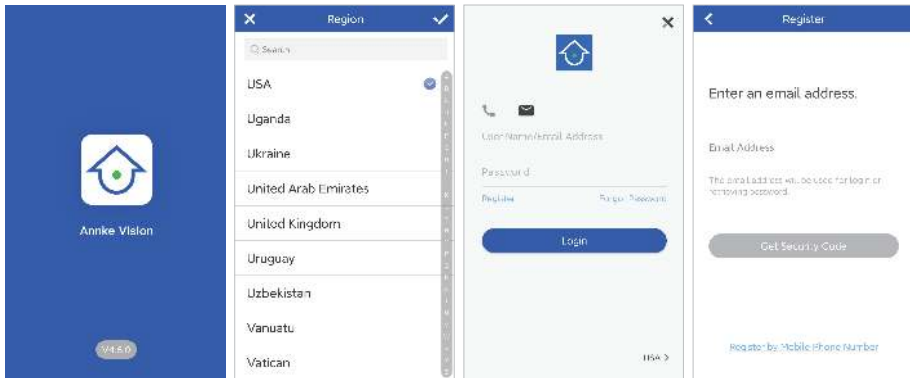 Annke Vision
V4.6.0
Region
Search
USA
Uganda
Ukraine
United Arab Emirates
United Kingdom
Uruguay
Uzbekistan
Vanuatu
Vatican
User Name/Email Address
Password
Register
Forgot Password
Login
USA >
Register
Enter an email address.
Email Address
The email address will be used for login or
retrieving password.
Get Security Code
Register by Mobile Phone Number